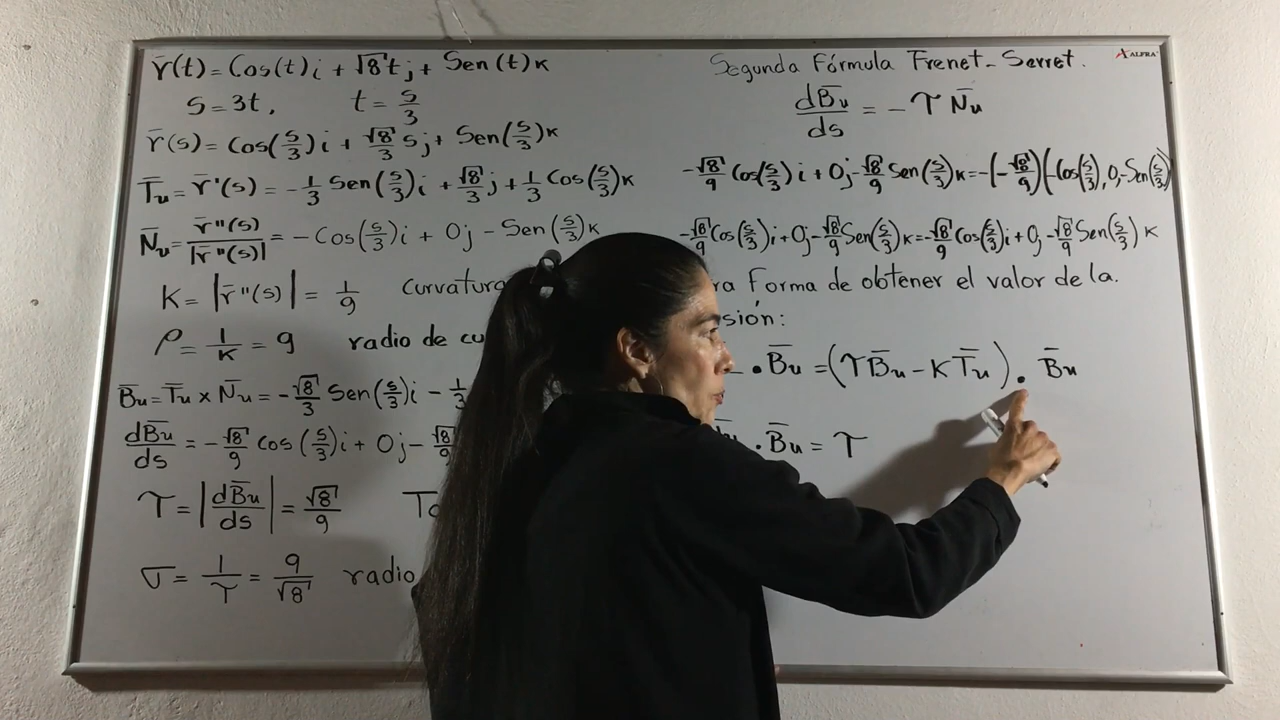 r̄(t) = Cos(t)i + √8 t j + Sen(t)k
S = 3t, t = s/3
r̄(s) = Cos(s/3)i + √8/3 s j + Sen(s/3)k
T̄u = r̄'(s) = -1/3 Sen(s/3)i + √8/3 j + 1/3 Cos(s/3)k
N̄u = r̄"(s)/|r̄"(s)| = -Cos(s/3)i + 0j - Sen(s/3)k
K = |r̄"(s)| = 1/9 Curvatura
ρ = 1/K = 9 radio de cu
B̄u = T̄u x N̄u = -√8/3 Sen(s/3)i - 1/3
dB̄u/ds = -√8/9 Cos(s/3)i + 0j - √8/9
τ = |dB̄u/ds| = √8/9 To
σ = 1/τ = 9/√8 radio
Segunda Fórmula Frenet-Serret.
ALFRA
dB̄u/ds = -τ N̄u
-√8/9 Cos(s/3)i + 0j - √8/9 Sen(s/3)k = -(-√8/9)(-Cos(s/3), 0, -Sen(s/3))
-√8/9 Cos(s/3)i + 0j - √8/9 Sen(s/3)k = -√8/9 Cos(s/3)i + 0j - √8/9 Sen(s/3)k
ra Forma de obtener el valor de la.
sión:
· B̄u = (τB̄u - KT̄u) · B̄u
· B̄u = τ